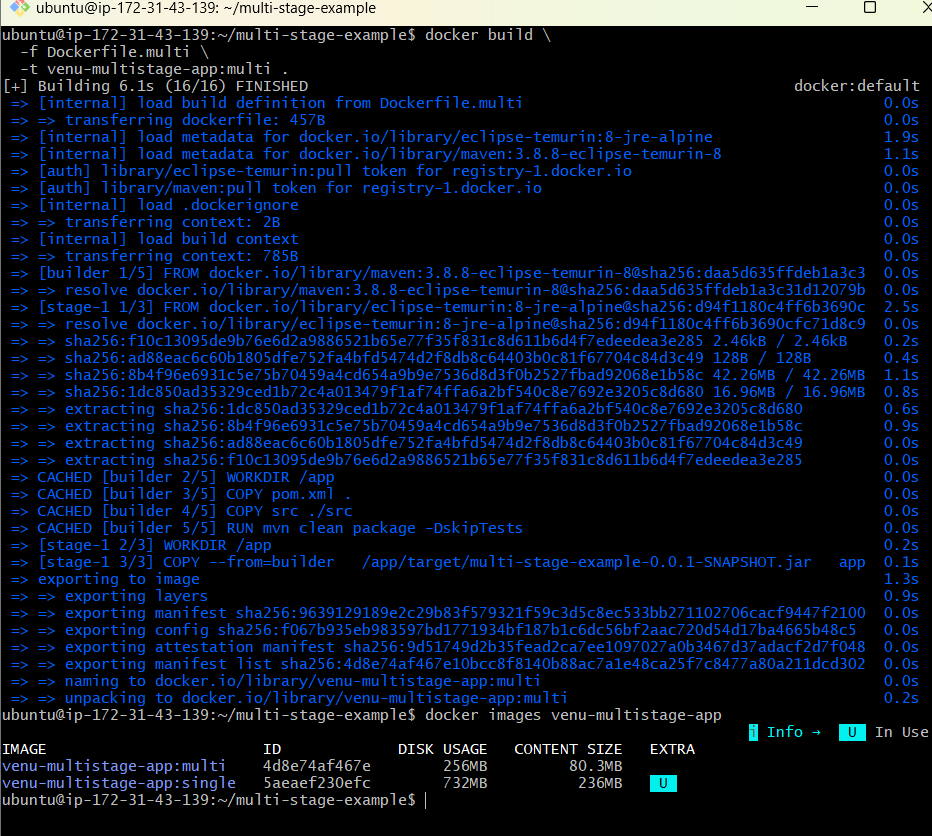 ubuntu@ip-172-31-43-139: ~/multi-stage-example
ubuntu@ip-172-31-43-139:~/multi-stage-example$ docker build \
  -f Dockerfile.multi \
  -t venu-multistage-app:multi .
[+] Building 6.1s (16/16) FINISHED docker:default
=> [internal] load build definition from Dockerfile.multi 0.0s
=> => transferring dockerfile: 457B 0.0s
=> [internal] load metadata for docker.io/library/eclipse-temurin:8-jre-alpine 1.9s
=> [internal] load metadata for docker.io/library/maven:3.8.8-eclipse-temurin-8 1.1s
=> [auth] library/eclipse-temurin:pull token for registry-1.docker.io 0.0s
=> [auth] library/maven:pull token for registry-1.docker.io 0.0s
=> [internal] load .dockerignore 0.0s
=> => transferring context: 2B 0.0s
=> [internal] load build context 0.0s
=> => transferring context: 785B 0.0s
=> [builder 1/5] FROM docker.io/library/maven:3.8.8-eclipse-temurin-8@sha256:daa5d635ffdeb1a3c3 0.0s
=> => resolve docker.io/library/maven:3.8.8-eclipse-temurin-8@sha256:daa5d635ffdeb1a3c31d12079b 0.0s
=> [stage-1 1/3] FROM docker.io/library/eclipse-temurin:8-jre-alpine@sha256:d94f1180c4ff6b3690c 2.5s
=> => resolve docker.io/library/eclipse-temurin:8-jre-alpine@sha256:d94f1180c4ff6b3690cfc71d8c9 0.0s
=> => sha256:f10c13095de9b76e6d2a9886521b65e77f35f831c8d611b6d4f7edeedea3e285 2.46kB / 2.46kB 0.2s
=> => sha256:ad88eac6c60b1805dfe752fa4bfd5474d2f8db8c64403b0c81f67704c84d3c49 128B / 128B 0.4s
=> => sha256:8b4f96e6931c5e75b70459a4cd654a9b9e7536d8d3f0b2527fbad92068e1b58c 42.26MB / 42.26MB 1.1s
=> => sha256:1dc850ad35329ced1b72c4a013479f1af74ffa6a2bf540c8e7692e3205c8d680 16.96MB / 16.96MB 0.8s
=> => extracting sha256:1dc850ad35329ced1b72c4a013479f1af74ffa6a2bf540c8e7692e3205c8d680 0.6s
=> => extracting sha256:8b4f96e6931c5e75b70459a4cd654a9b9e7536d8d3f0b2527fbad92068e1b58c 0.9s
=> => extracting sha256:ad88eac6c60b1805dfe752fa4bfd5474d2f8db8c64403b0c81f67704c84d3c49 0.0s
=> => extracting sha256:f10c13095de9b76e6d2a9886521b65e77f35f831c8d611b6d4f7edeedea3e285 0.0s
=> CACHED [builder 2/5] WORKDIR /app 0.0s
=> CACHED [builder 3/5] COPY pom.xml . 0.0s
=> CACHED [builder 4/5] COPY src ./src 0.0s
=> CACHED [builder 5/5] RUN mvn clean package -DskipTests 0.0s
=> [stage-1 2/3] WORKDIR /app 0.2s
=> [stage-1 3/3] COPY --from=builder   /app/target/multi-stage-example-0.0.1-SNAPSHOT.jar   app 0.1s
=> exporting to image 1.3s
=> => exporting layers 0.9s
=> => exporting manifest sha256:9639129189e2c29b83f579321f59c3d5c8ec533bb271102706cacf9447f2100 0.0s
=> => exporting config sha256:f067b935eb983597bd1771934bf187b1c6dc56bf2aac720d54d17ba4665b48c5 0.0s
=> => exporting attestation manifest sha256:9d51749d2b35fead2ca7ee1097027a0b3467d37adacf2d7f048 0.0s
=> => exporting manifest list sha256:4d8e74af467e10bcc8f8140b88ac7a1e48ca25f7c8477a80a211dcd302 0.0s
=> => naming to docker.io/library/venu-multistage-app:multi 0.0s
=> => unpacking to docker.io/library/venu-multistage-app:multi 0.2s
ubuntu@ip-172-31-43-139:~/multi-stage-example$ docker images venu-multistage-app
i Info → U In Use
IMAGE ID DISK USAGE CONTENT SIZE EXTRA
venu-multistage-app:multi 4d8e74af467e 256MB 80.3MB
venu-multistage-app:single 5aeaef230efc 732MB 236MB U
ubuntu@ip-172-31-43-139:~/multi-stage-example$